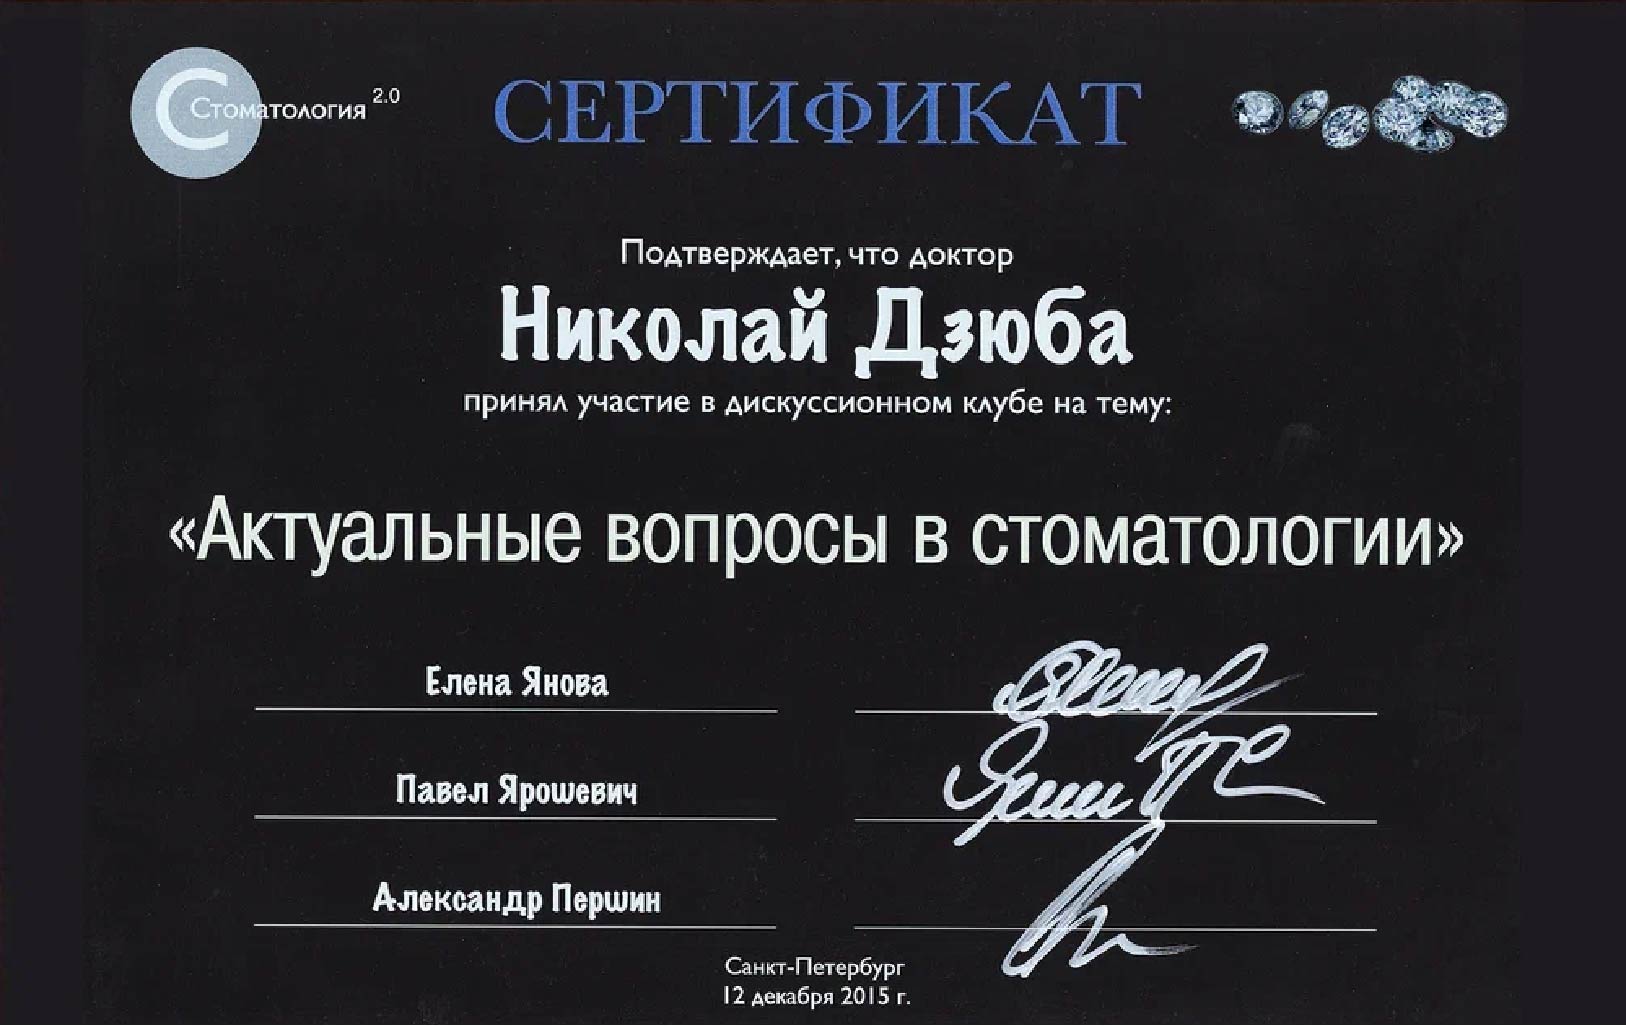 Стоматология 2.0
СЕРТИФИКАТ
Подтверждает, что доктор
Николай Дзюба
принял участие в дискуссионном клубе на тему:
«Актуальные вопросы в стоматологии»
Елена Янова
Павел Ярошевич
Александр Першин
Санкт-Петербург
12 декабря 2015 г.